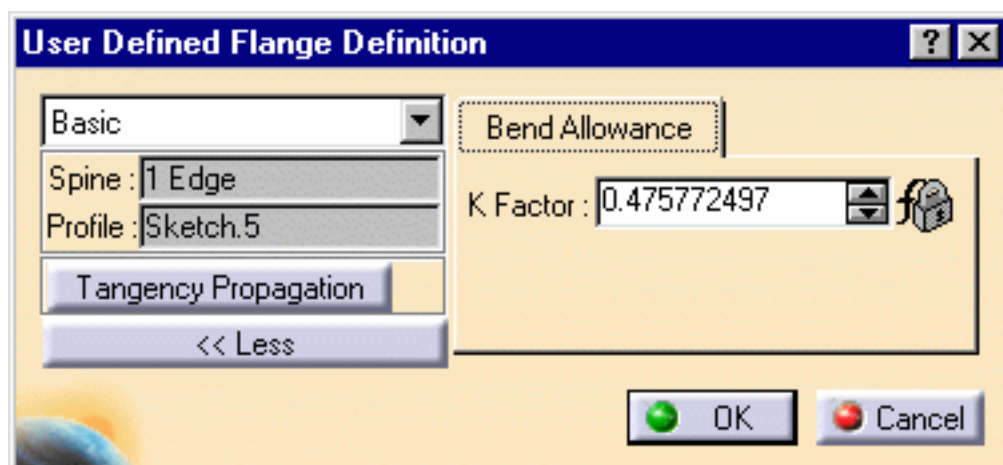 User Defined Flange Definition ?
Basic
Spine : 1 Edge
Profile : Sketch.5
Tangency Propagation
<< Less
Bend Allowance
K Factor : 0.475772497
OK
Cancel